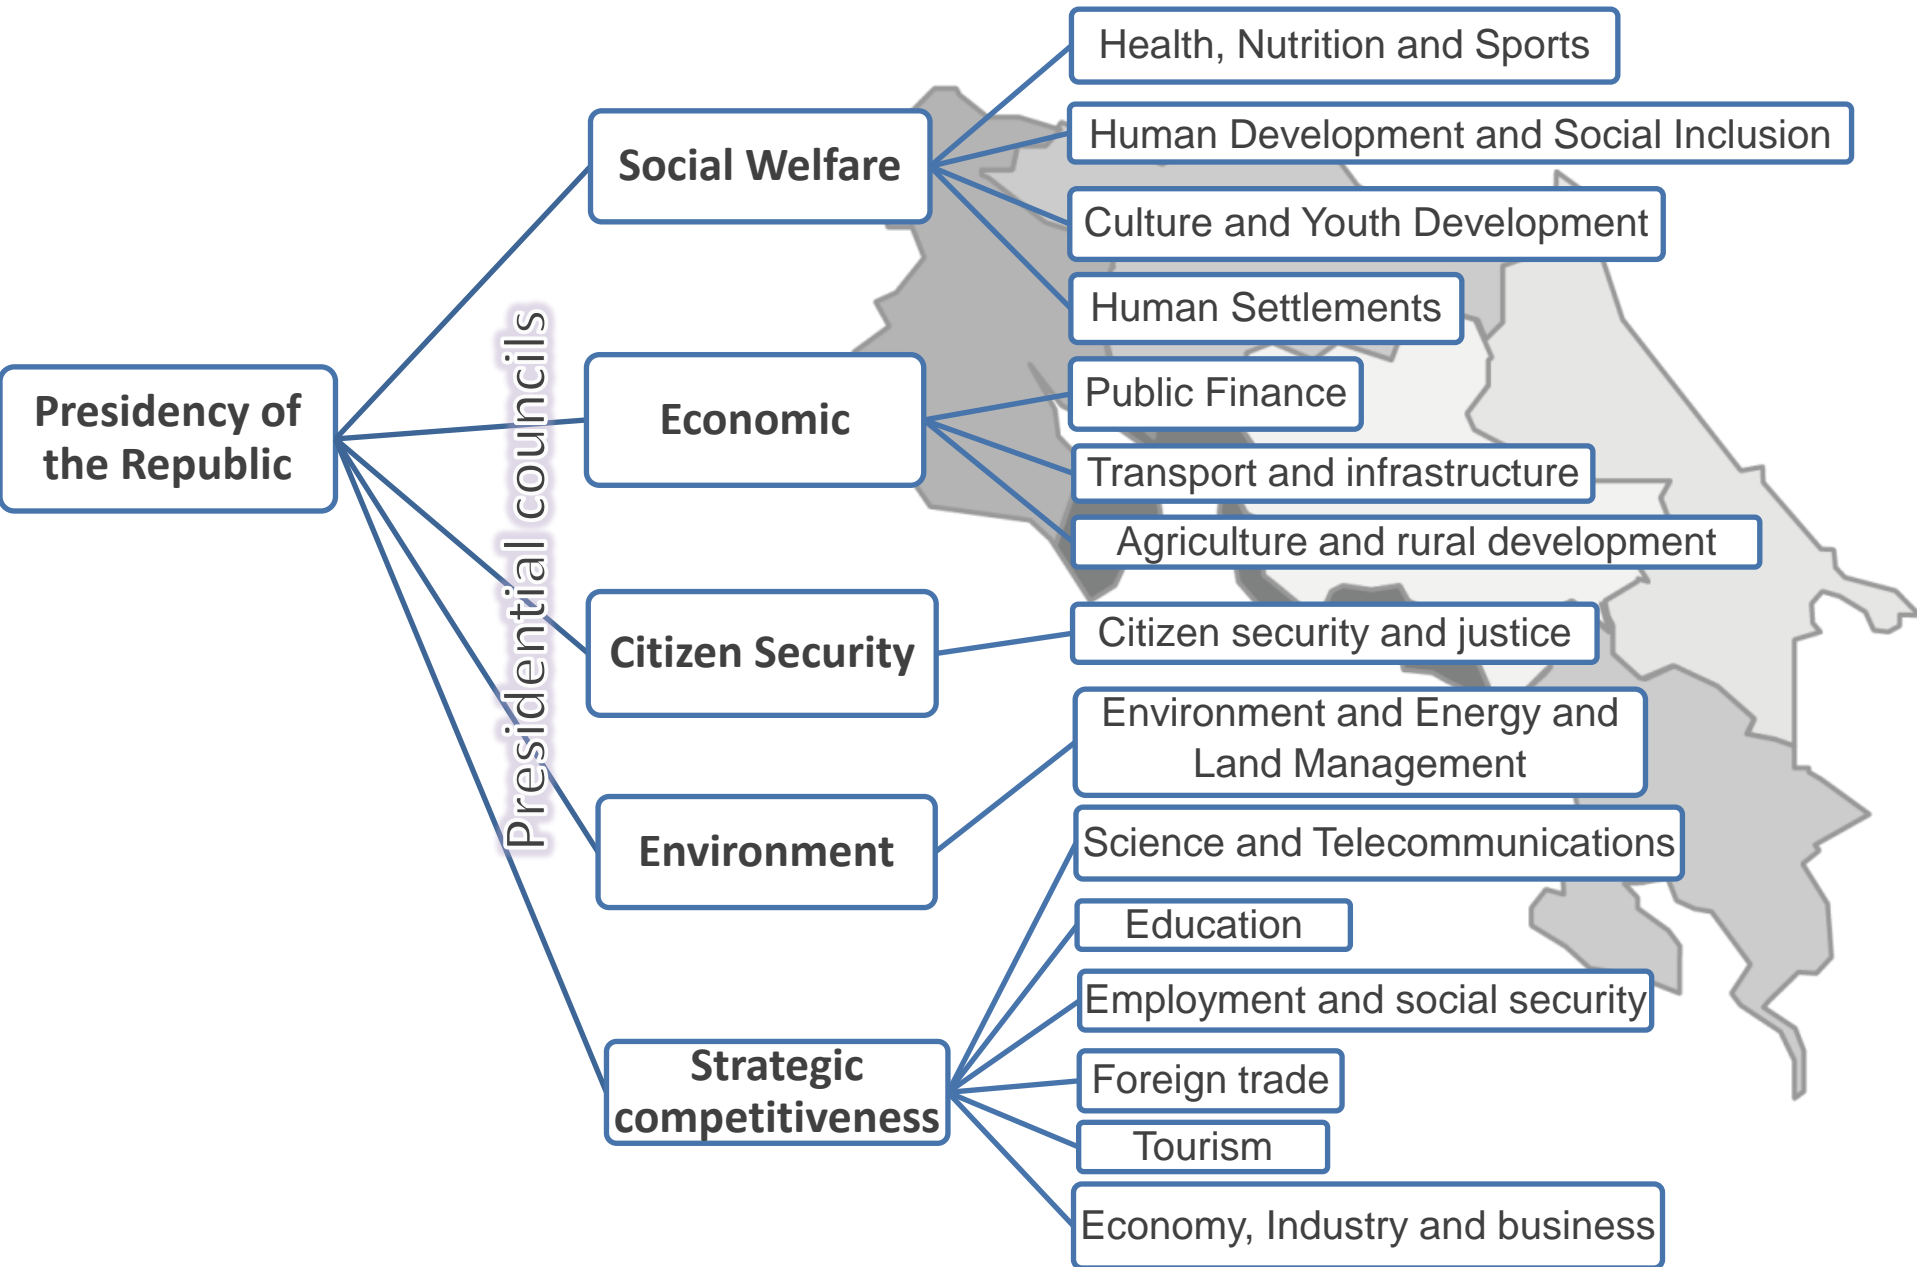 Presidency of
the Republic
Presidential councils
Social Welfare
Health, Nutrition and Sports
Human Development and Social Inclusion
Culture and Youth Development
Human Settlements
Economic
Public Finance
Transport and infrastructure
Agriculture and rural development
Citizen Security
Citizen security and justice
Environment
Environment and Energy and
Land Management
Strategic
competitiveness
Science and Telecommunications
Education
Employment and social security
Foreign trade
Tourism
Economy, Industry and business